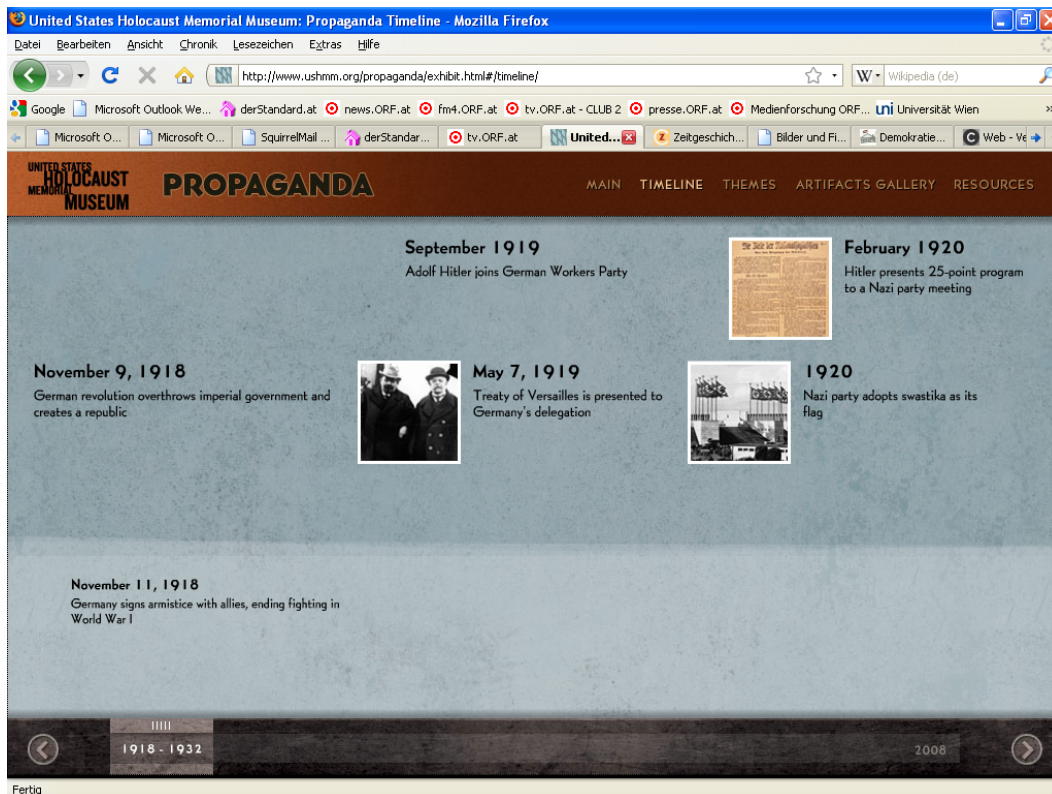 United States Holocaust Memorial Museum: Propaganda Timeline - Mozilla Firefox
Datei Bearbeiten Ansicht Chronik Lesezeichen Extras Hilfe
http://www.ushmm.org/propaganda/exhibit.html#/timeline/ W Wikipedia (de)
Google Microsoft Outlook We... derStandard.at news.ORF.at fm4.ORF.at tv.ORF.at - CLUB 2 presse.ORF.at Medienforschung ORF... uni Universität Wien
Microsoft O... Microsoft O... SquirrelMail ... derStandar... tv.ORF.at United... Zeitgeschich... Bilder und Fi... Demokratie... Web - Ve
UNITED STATES
HOLOCAUST
MEMORIAL
MUSEUM
PROPAGANDA
MAIN TIMELINE THEMES ARTIFACTS GALLERY RESOURCES
September 1919
Adolf Hitler joins German Workers Party
February 1920
Hitler presents 25-point program
to a Nazi party meeting
November 9, 1918
German revolution overthrows imperial government and
creates a republic
May 7, 1919
Treaty of Versailles is presented to
Germany's delegation
1920
Nazi party adopts swastika as its
flag
November 11, 1918
Germany signs armistice with allies, ending fighting in
World War I
1918 - 1932
2008
Fertig